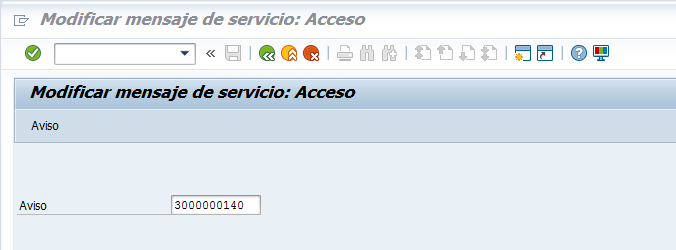 Modificar mensaje de servicio: Acceso
Modificar mensaje de servicio: Acceso
Aviso
Aviso 3000000140